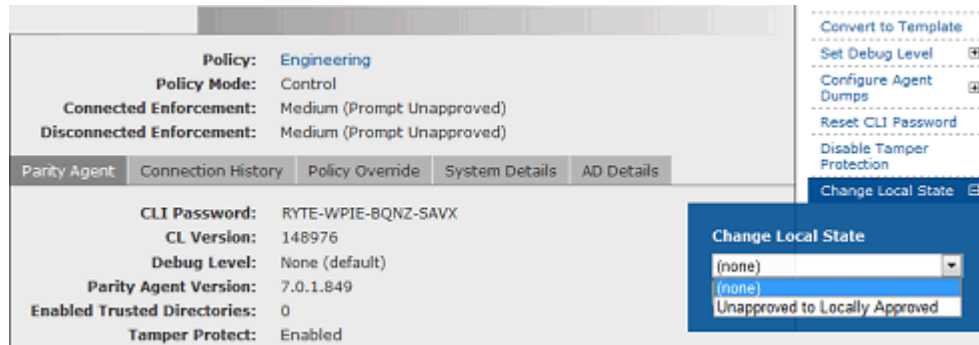 Policy: Engineering
Policy Mode: Control
Connected Enforcement: Medium (Prompt Unapproved)
Disconnected Enforcement: Medium (Prompt Unapproved)
Parity Agent Connection History Policy Override System Details AD Details
CLI Password: RYTE-WPIE-BQNZ-SAVX
CL Version: 148976
Debug Level: None (default)
Parity Agent Version: 7.0.1.849
Enabled Trusted Directories: 0
Tamper Protect: Enabled
Convert to Template
Set Debug Level
Configure Agent
Dumps
Reset CLI Password
Disable Tamper
Protection
Change Local State
Change Local State
(none)
(none)
Unapproved to Locally Approved